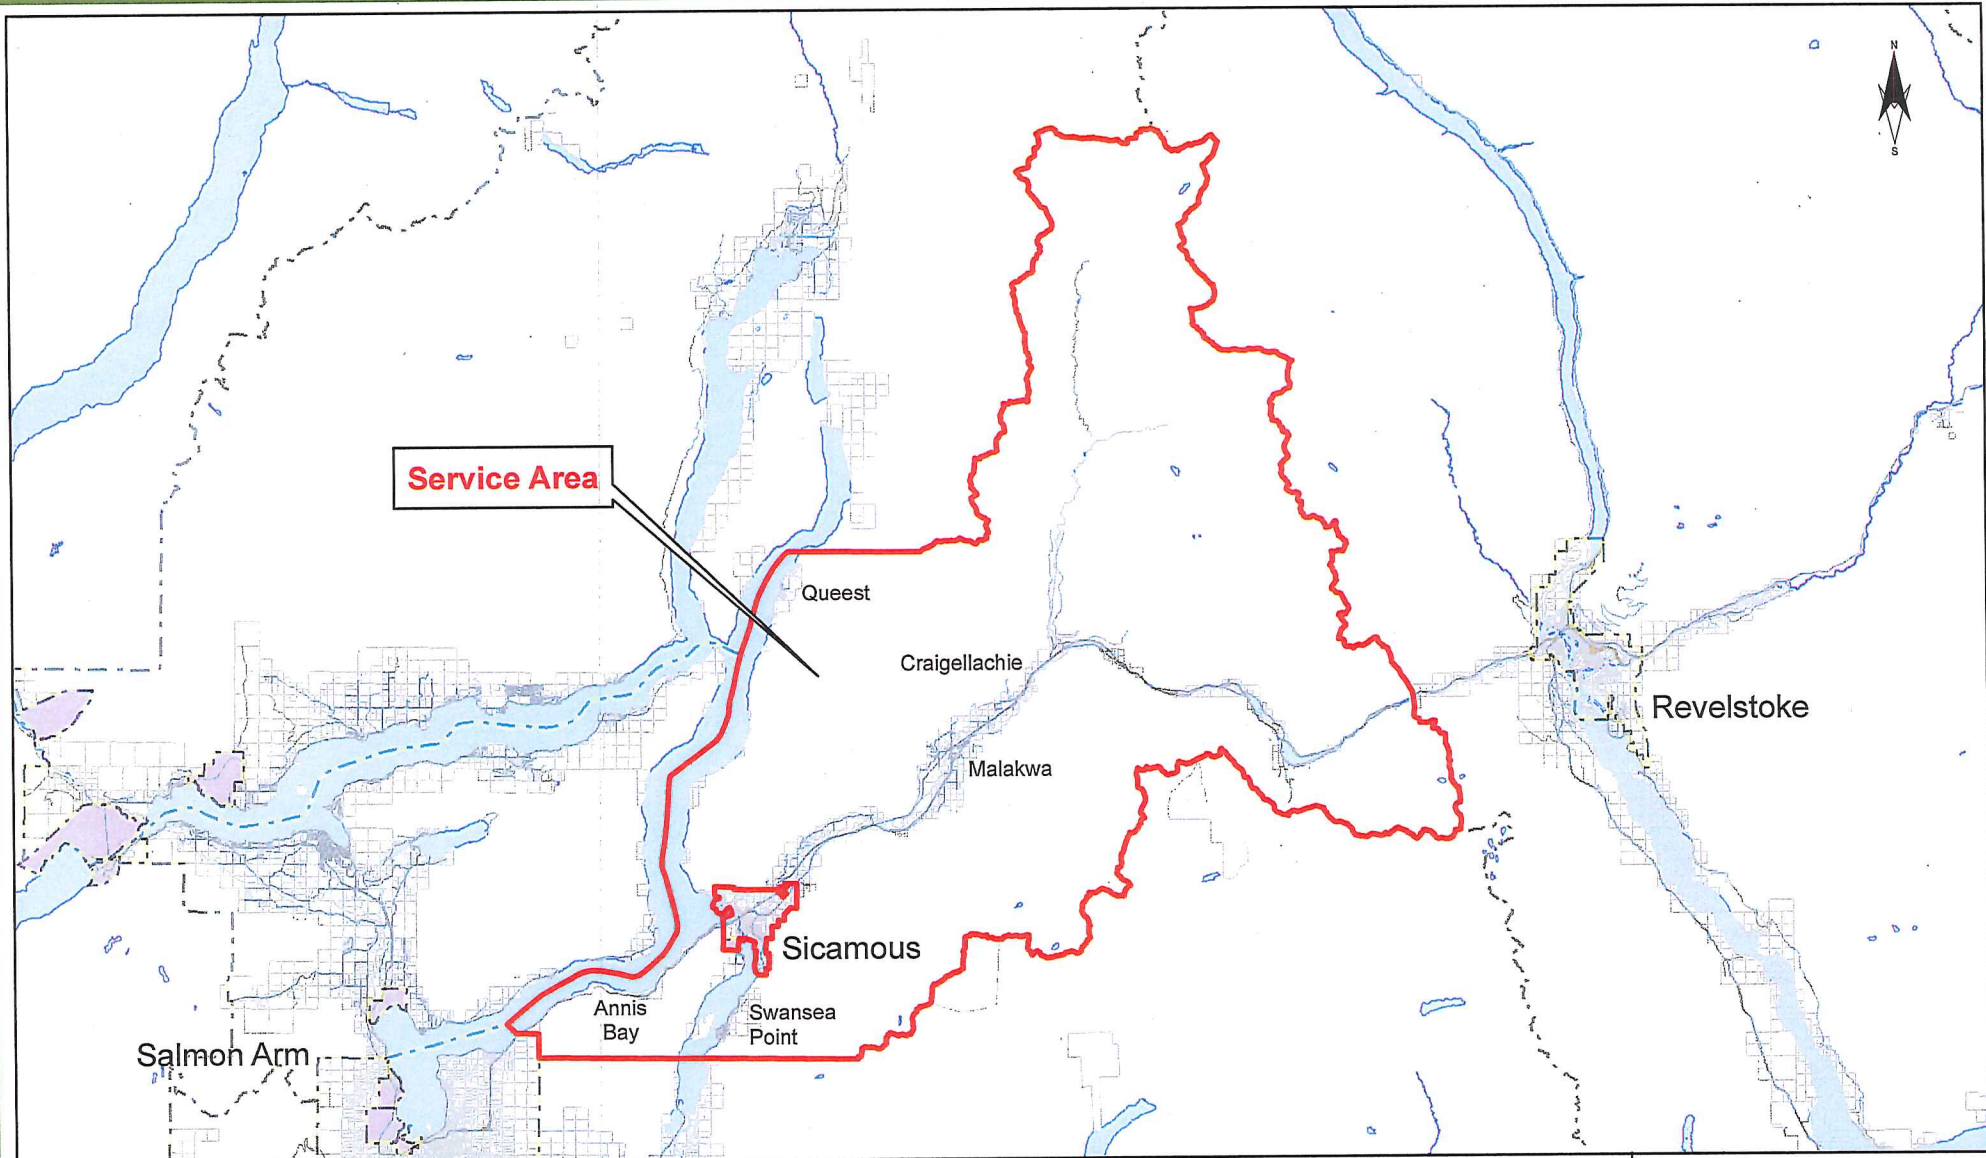 N
S
Service Area
Queest
Craigellachie
Revelstoke
Malakwa
Sicamous
Annis
Bay
Swansea
Point
Salmon Arm